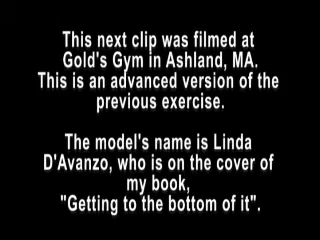 This next clip was filmed at
Gold's Gym in Ashland, MA.
This is an advanced version of the
previous exercise.
The model's name is Linda
D'Avanzo, who is on the cover of
my book,
"Getting to the bottom of it".